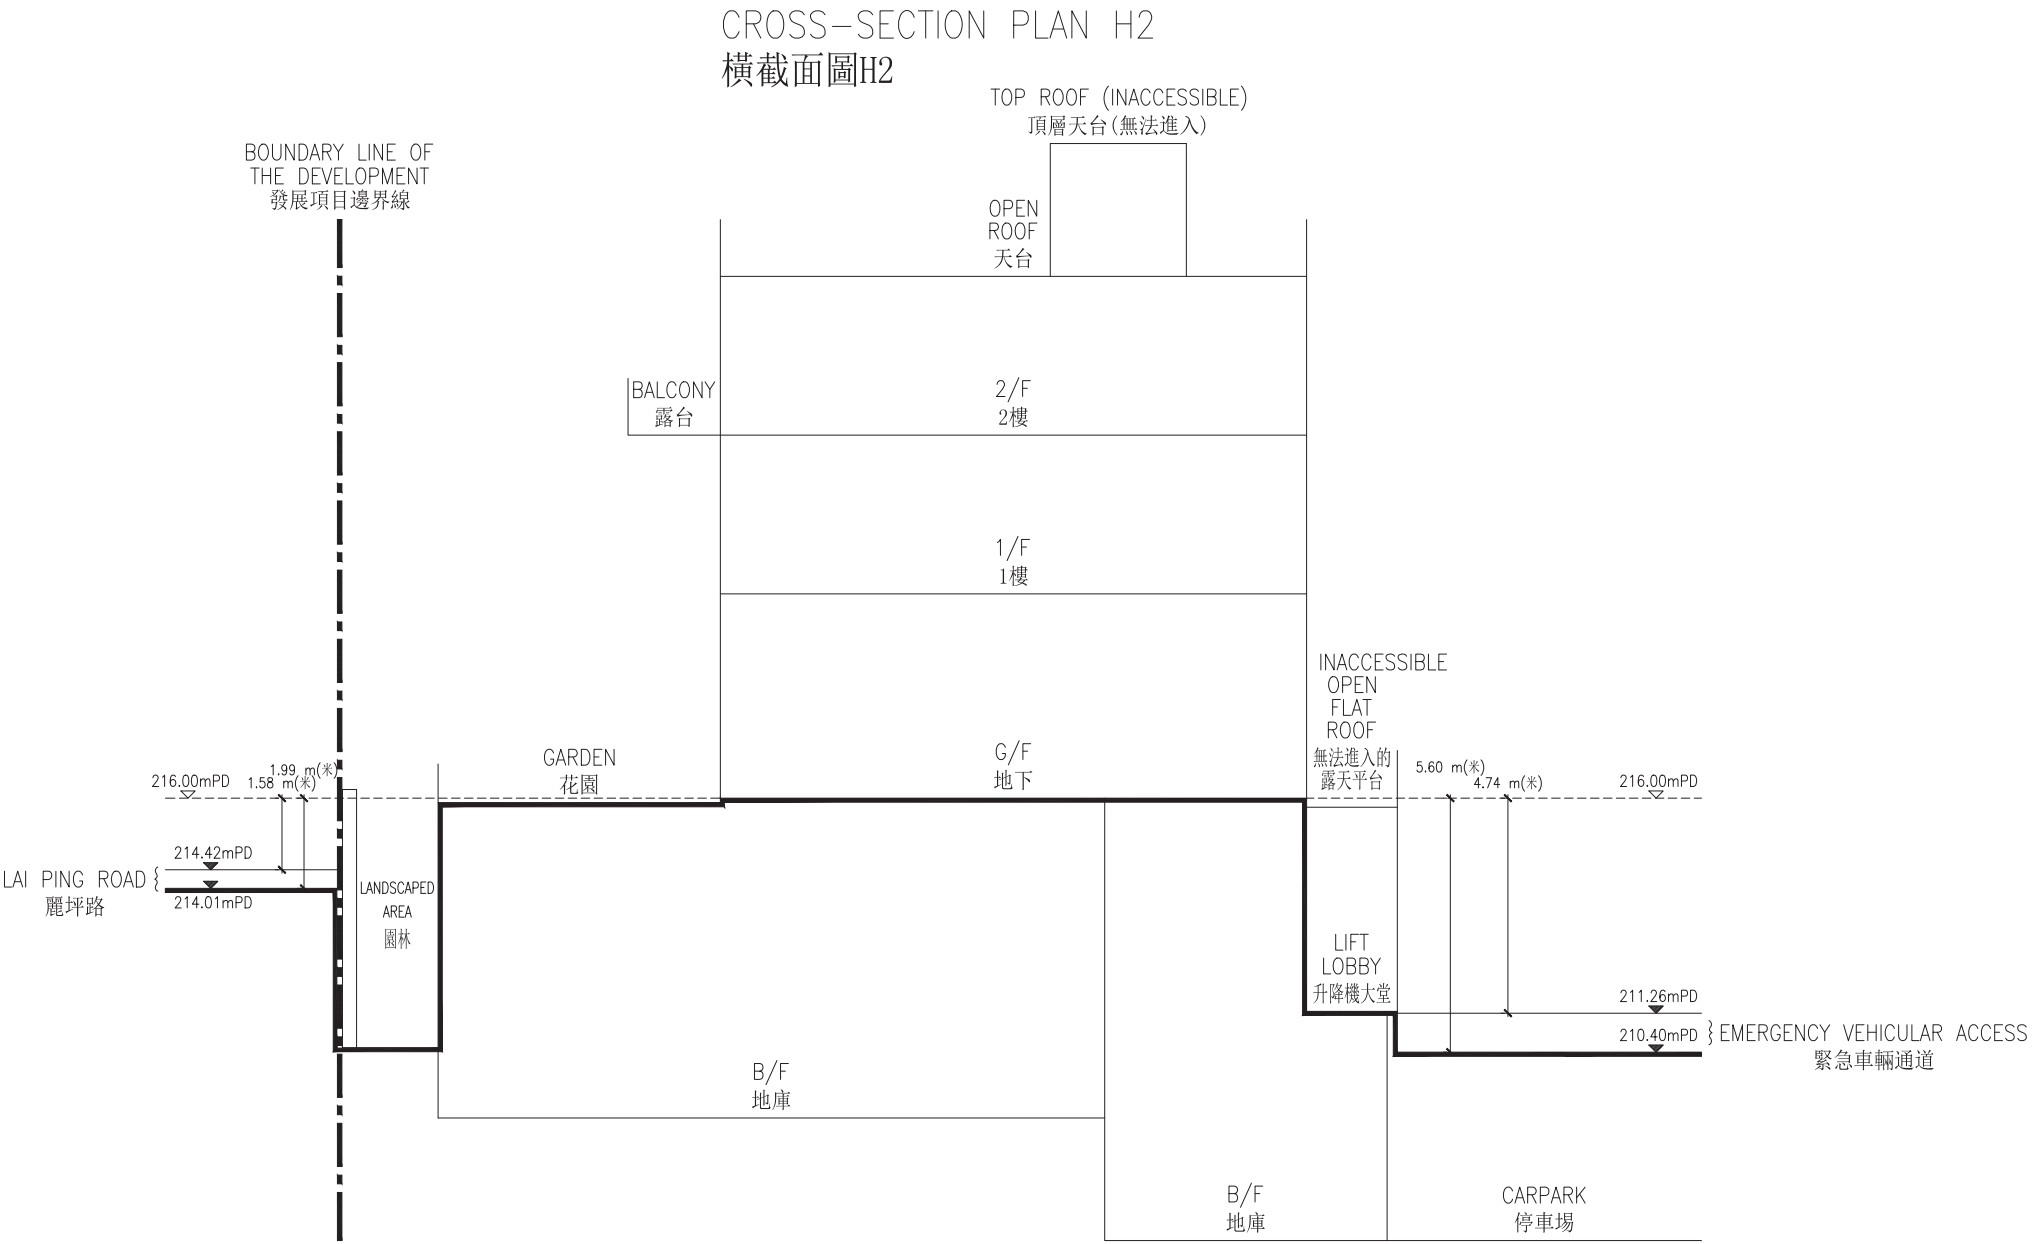 CROSS-SECTION PLAN H2
橫截面圖H2
TOP ROOF (INACCESSIBLE)
頂層天台(無法進入)
BOUNDARY LINE OF
THE DEVELOPMENT
發展項目邊界線
OPEN
ROOF
天台
BALCONY
露台
2/F
2樓
1/F
1樓
INACCESSIBLE
OPEN
FLAT
ROOF
無法進入的
露天平台
GARDEN
花園
G/F
地下
216.00mPD
1.99 m(米)
1.58 m(米)
5.60 m(米)
4.74 m(米)
216.00mPD
214.42mPD
LAI PING ROAD
麗坪路
214.01mPD
LANDSCAPED
AREA
園林
LIFT
LOBBY
升降機大堂
211.26mPD
210.40mPD
EMERGENCY VEHICULAR ACCESS
緊急車輛通道
B/F
地庫
B/F
地庫
CARPARK
停車場